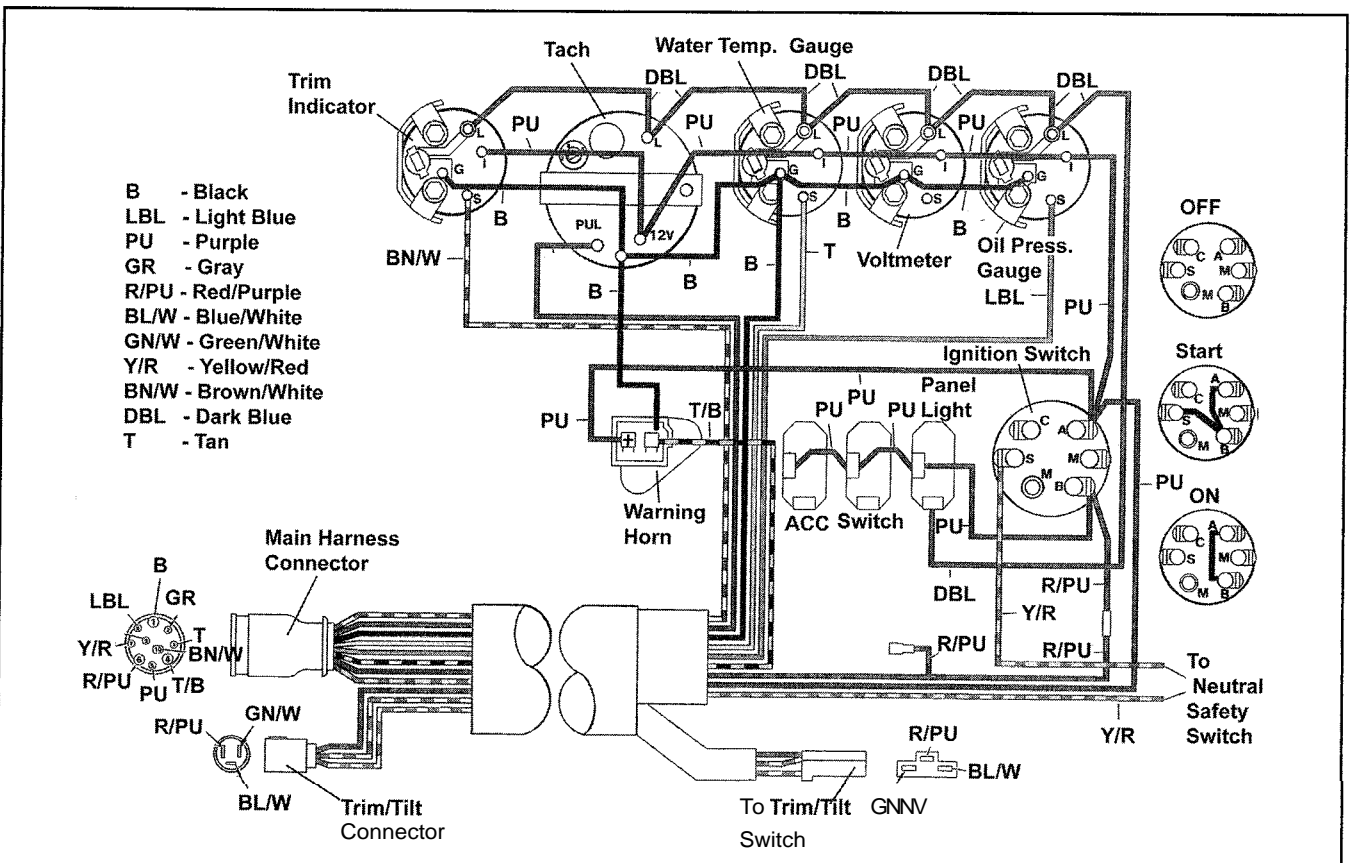 Tach
Water Temp. Gauge
Trim
Indicator
DBL
DBL
DBL
DBL
PU
PU
PU
PU
L
L
L
L
L
I
I
I
I
G
G
G
G
S
S
S
S
B
B
B
PUL
12V
BN/W
B
B
B
T
Voltmeter
Oil Press.
Gauge
LBL
PU
B - Black
LBL - Light Blue
PU - Purple
GR - Gray
R/PU - Red/Purple
BL/W - Blue/White
GN/W - Green/White
Y/R - Yellow/Red
BN/W - Brown/White
DBL - Dark Blue
T - Tan
OFF
C
A
S
M
M
B
Start
C
A
S
M
M
B
ON
C
A
S
M
M
B
Ignition Switch
C
A
S
M
M
B
PU
PU
T/B
PU
PU
Panel
Light
+
Warning
Horn
ACC
Switch
PU
PU
DBL
R/PU
Y/R
R/PU
R/PU
Y/R
To
Neutral
Safety
Switch
Main Harness
Connector
B
LBL
GR
Y/R
T
BN/W
R/PU
PU
T/B
R/PU
GN/W
BL/W
Trim/Tilt
Connector
R/PU
BL/W
To Trim/Tilt GNNV
Switch